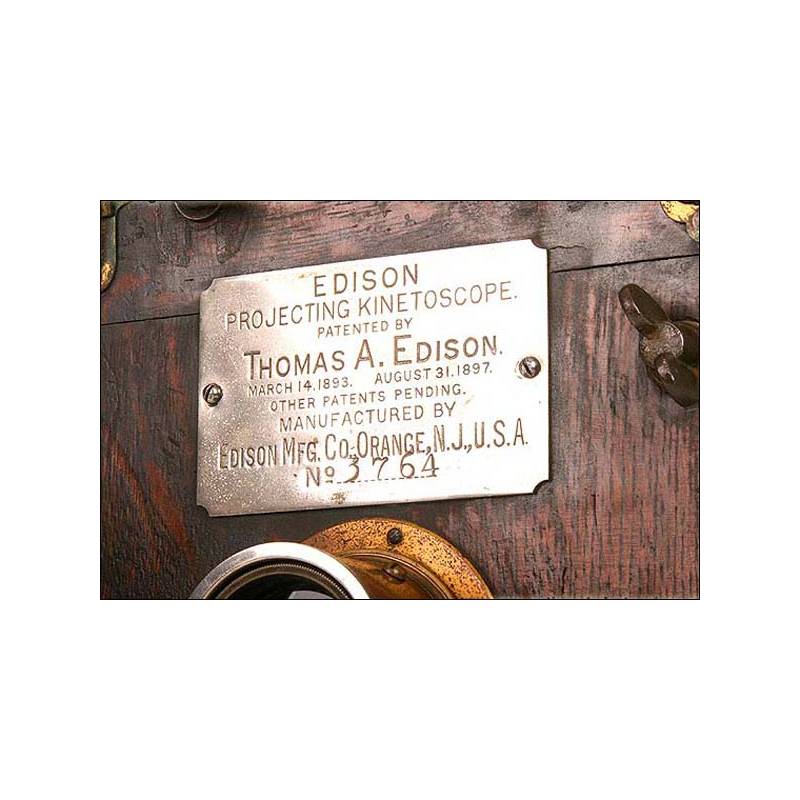 EDISON
PROJECTING KINETOSCOPE.
PATENTED BY
THOMAS A. EDISON.
MARCH 14.1893. AUGUST 31.1897.
OTHER PATENTS PENDING.
MANUFACTURED BY
EDISON MFG. CO., ORANGE, N.J., U.S.A.
No 3764